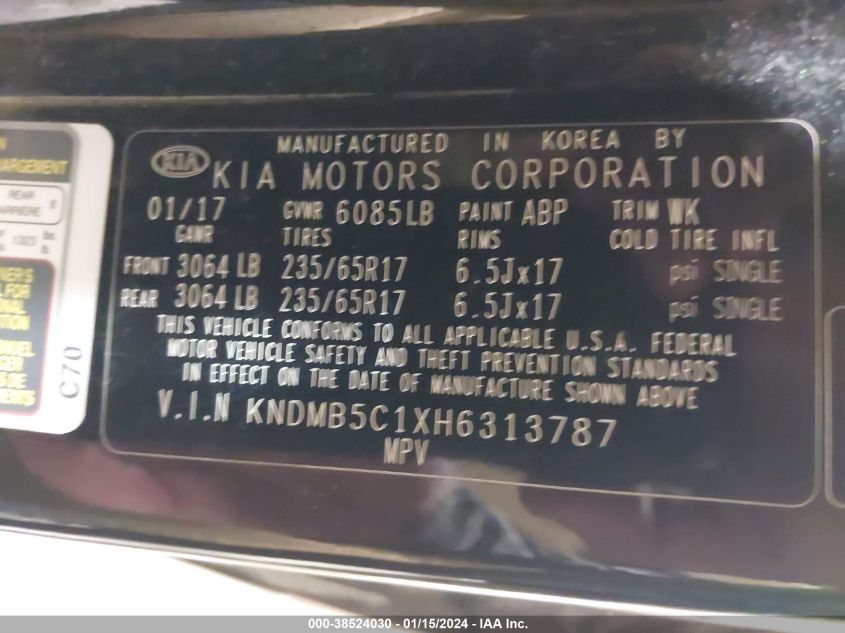 MANUFACTURED IN KOREA BY
KIA KIA MOTORS CORPORATION
01/17 GVWR 6085LB PAINT ABP TRIM WK
GAWR TIRES RIMS COLD TIRE INFL
FRONT 3064 LB 235/65R17 6.5Jx17 psi SINGLE
REAR 3064 LB 235/65R17 6.5Jx17 psi SINGLE
THIS VEHICLE CONFORMS TO ALL APPLICABLE U.S.A. FEDERAL
MOTOR VEHICLE SAFETY AND THEFT PREVENTION STANDARDS
IN EFFECT ON THE DATE OF MANUFACTURE SHOWN ABOVE
V.I.N KNDMB5C1XH6313787
MPV
REAR
6
C70
000-38524030 - 01/15/2024 - IAA Inc.